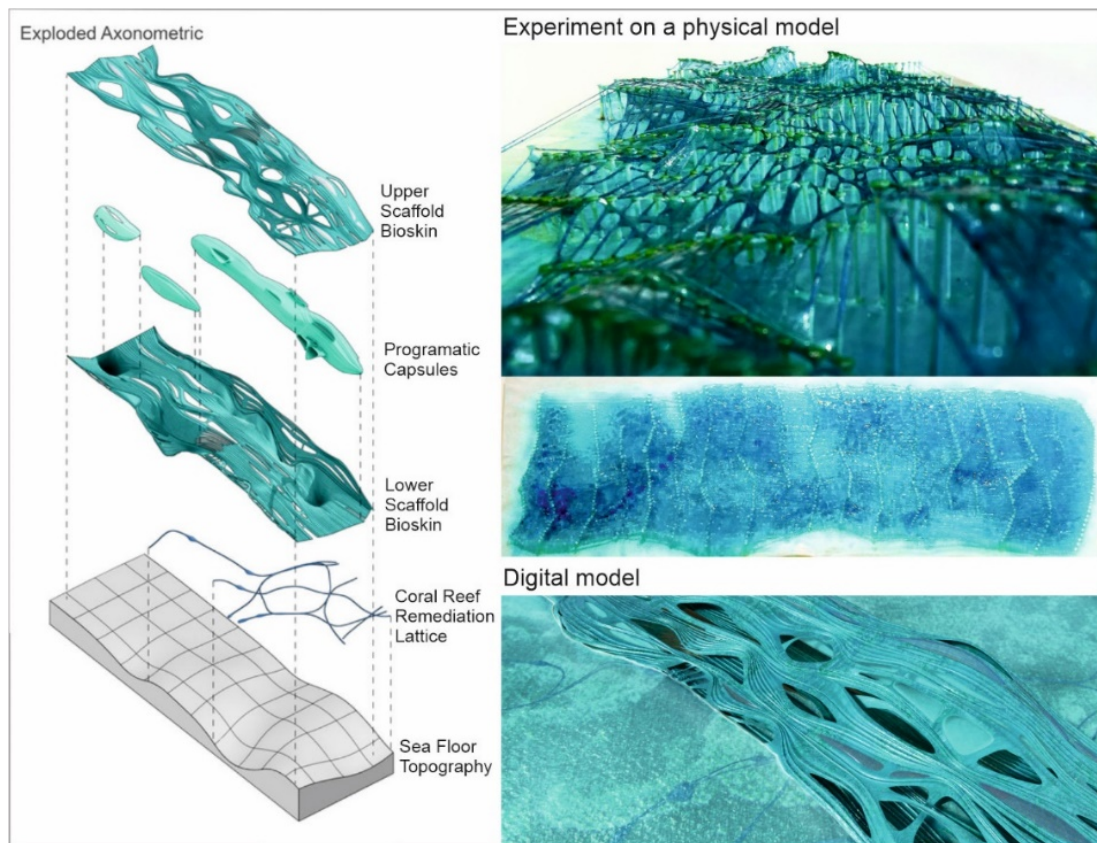 Exploded Axonometric
Upper
Scaffold
Bioskin
Programatic
Capsules
Lower
Scaffold
Bioskin
Coral Reef
Remediation
Lattice
Sea Floor
Topography
Experiment on a physical model
Digital model